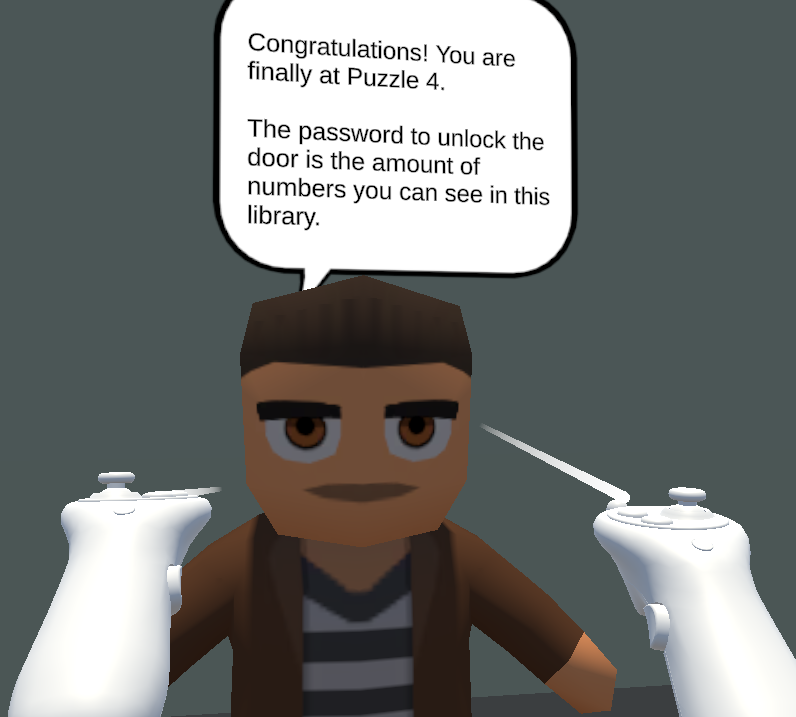 Congratulations! You are
finally at Puzzle 4.
The password to unlock the
door is the amount of
numbers you can see in this
library.